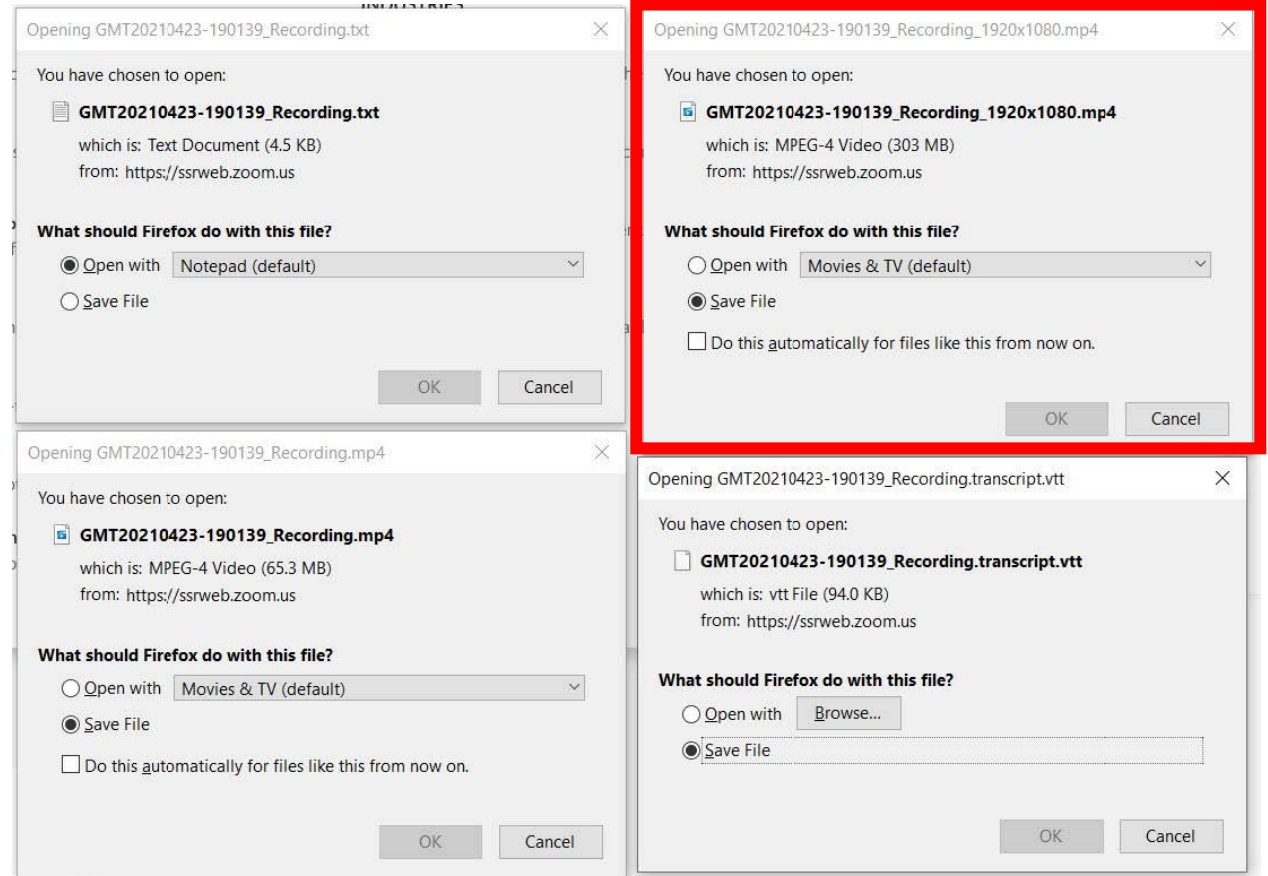 INDUSTRIES
Opening GMT20210423-190139_Recording.txt
You have chosen to open:
GMT20210423-190139_Recording.txt
which is: Text Document (4.5 KB)
from: https://ssrweb.zoom.us
What should Firefox do with this file?
Open with Notepad (default)
Save File
OK Cancel
Opening GMT20210423-190139_Recording_1920x1080.mp4
You have chosen to open:
GMT20210423-190139_Recording_1920x1080.mp4
which is: MPEG-4 Video (303 MB)
from: https://ssrweb.zoom.us
What should Firefox do with this file?
Open with Movies & TV (default)
Save File
Do this automatically for files like this from now on.
OK Cancel
Opening GMT20210423-190139_Recording.mp4
You have chosen to open:
GMT20210423-190139_Recording.mp4
which is: MPEG-4 Video (65.3 MB)
from: https://ssrweb.zoom.us
What should Firefox do with this file?
Open with Movies & TV (default)
Save File
Do this automatically for files like this from now on.
OK Cancel
Opening GMT20210423-190139_Recording.transcript.vtt
You have chosen to open:
GMT20210423-190139_Recording.transcript.vtt
which is: vtt File (94.0 KB)
from: https://ssrweb.zoom.us
What should Firefox do with this file?
Open with Browse...
Save File
OK Cancel